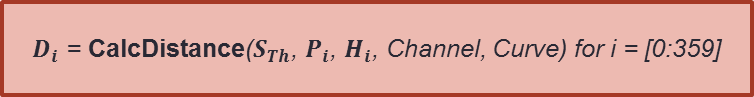 D_i = CalcDistance(S_Th, P_i, H_i, Channel, Curve) for i = [0:359]